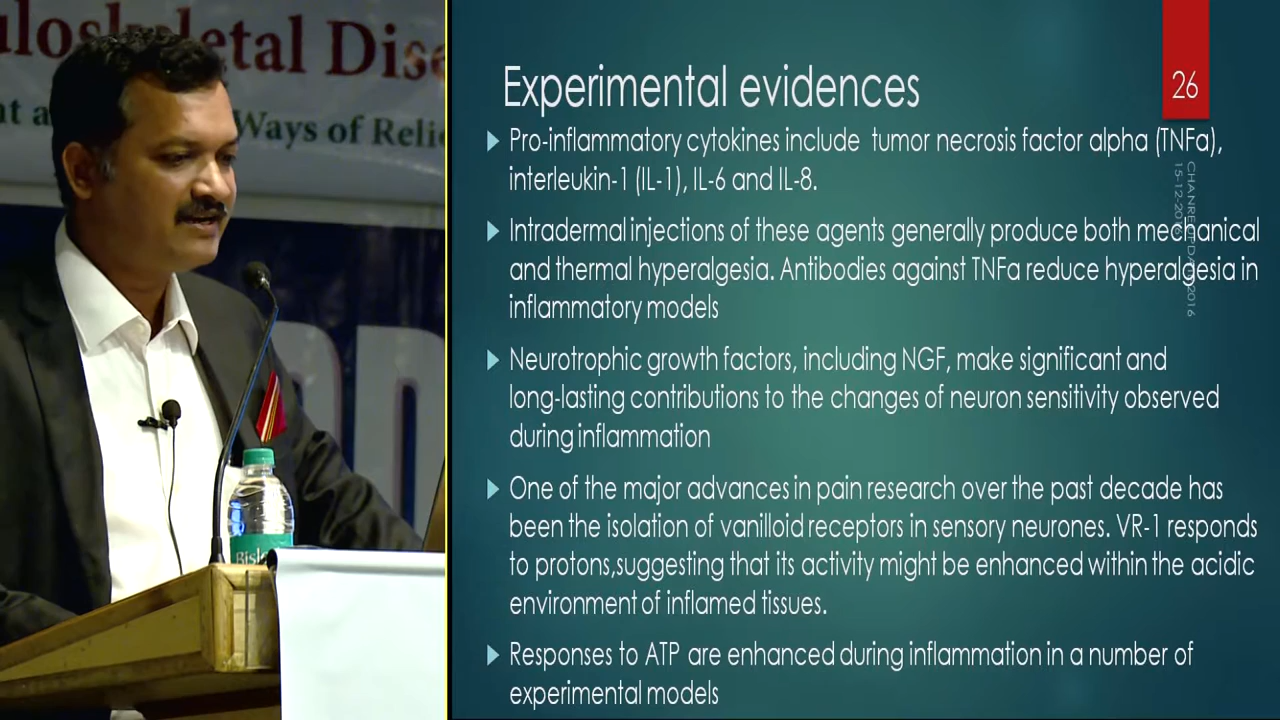 uloskeletal Dise
nt a Ways of Relie
Bisle
Experimental evidences
26
Pro-inflammatory cytokines include tumor necrosis factor alpha (TNFa),
interleukin-1 (IL-1), IL-6 and IL-8.
Intradermal injections of these agents generally produce both mechanical
and thermal hyperalgesia. Antibodies against TNFa reduce hyperalgesia in
inflammatory models
Neurotrophic growth factors, including NGF, make significant and
long-lasting contributions to the changes of neuron sensitivity observed
during inflammation
One of the major advances in pain research over the past decade has
been the isolation of vanilloid receptors in sensory neurones. VR-1 responds
to protons,suggesting that its activity might be enhanced within the acidic
environment of inflamed tissues.
Responses to ATP are enhanced during inflammation in a number of
experimental models
2016